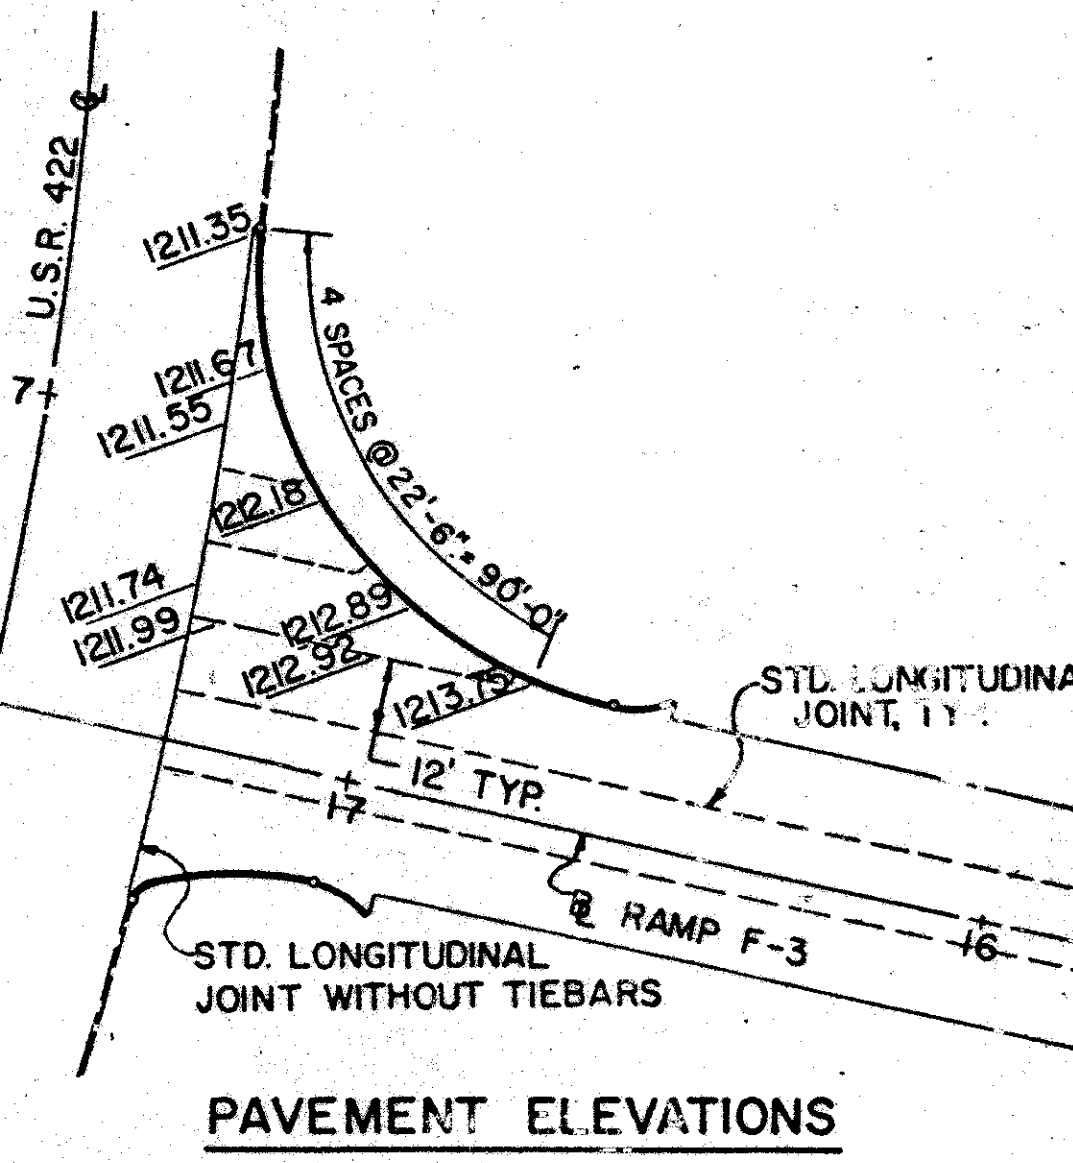 U.S.R. 422 ℄
1211.35
4 SPACES @ 22'-6" = 90'-0"
7
1211.67
1211.55
1212.18
1211.74
1211.99
1212.89
1212.92
1213.75
STD. LONGITUDINA
JOINT, TY
12' TYP.
17
RAMP F-3
16
STD. LONGITUDINAL
JOINT WITHOUT TIEBARS
PAVEMENT ELEVATIONS